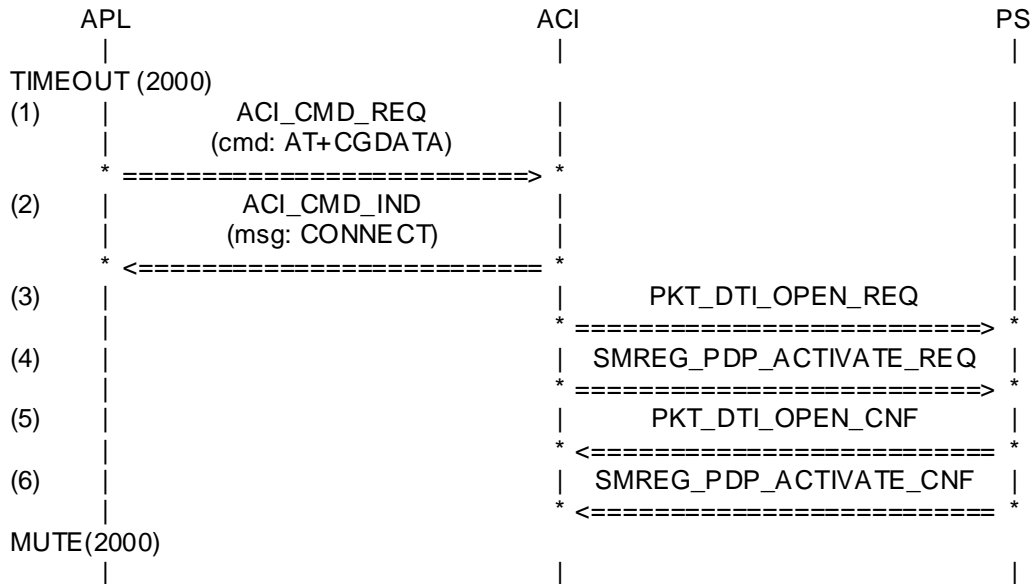 APL ACI PS
| | |
TIMEOUT (2000)
(1) | ACI_CMD_REQ | |
| (cmd: AT+CGDATA) | |
* ==========================> * |
(2) | ACI_CMD_IND | |
| (msg: CONNECT) | |
* <========================== * |
(3) | | PKT_DTI_OPEN_REQ |
| * ==========================> *
(4) | | SMREG_PDP_ACTIVATE_REQ |
| * ==========================> *
(5) | | PKT_DTI_OPEN_CNF |
| * <========================== *
(6) | | SMREG_PDP_ACTIVATE_CNF |
| * <========================== *
MUTE(2000)
| | |